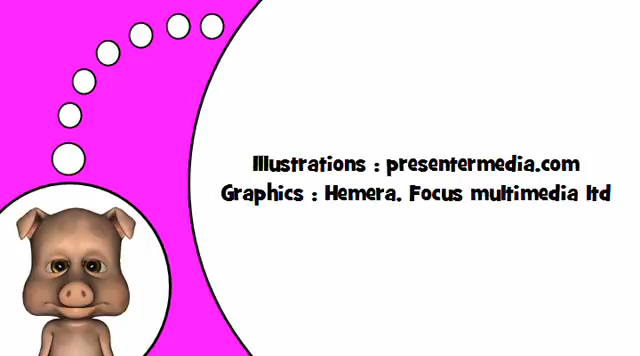 Illustrations : presentermedia.com
Graphics : Hemera. Focus multimedia ltd